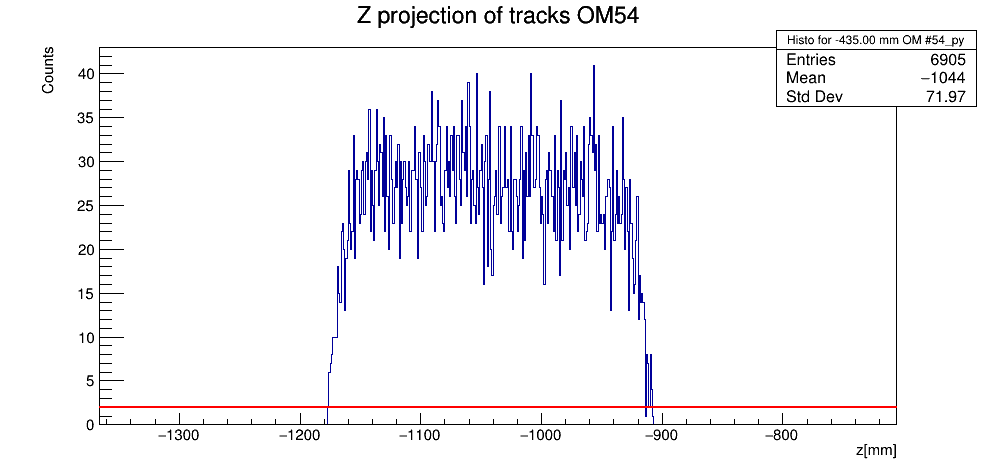 Z projection of tracks OM54
Histo for -435.00 mm OM #54_py
Entries 6905
Mean −1044
Std Dev 71.97
Counts
40
35
30
25
20
15
10
5
0
−1300 −1200 −1100 −1000 −900 −800
z[mm]